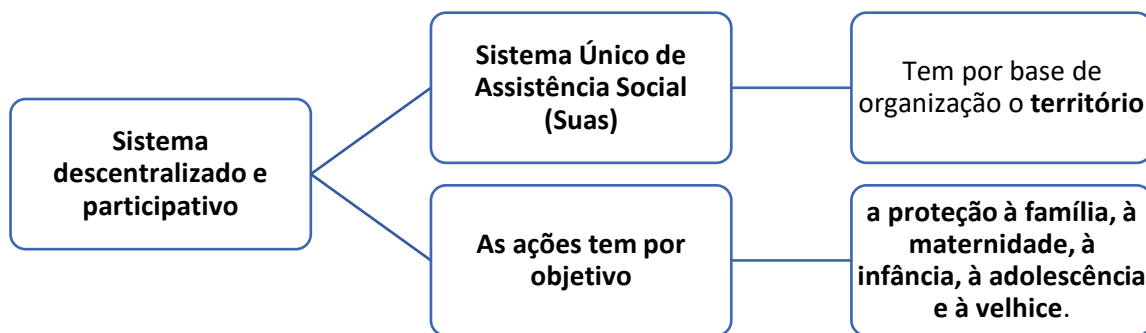 Sistema
descentralizado e
participativo
Sistema Único de
Assistência Social
(Suas)
Tem por base de
organização o território
As ações tem por
objetivo
a proteção à família, à
maternidade, à
infância, à adolescência
e à velhice.